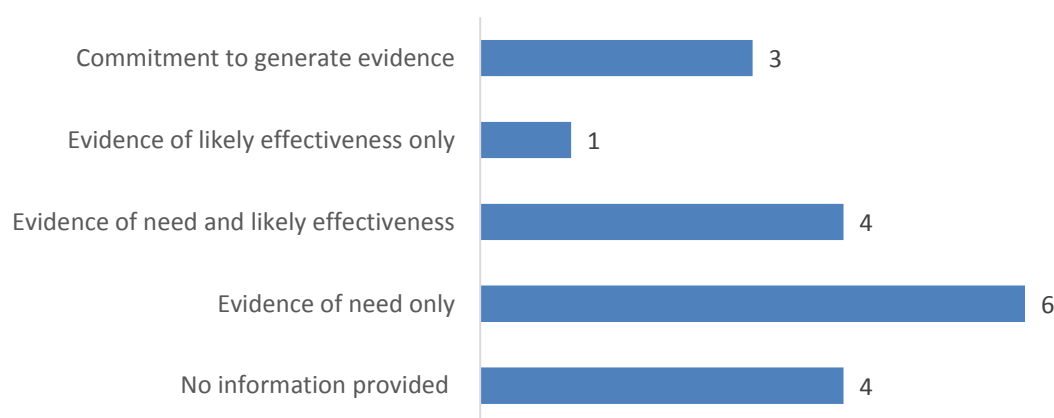 Commitment to generate evidence 3
Evidence of likely effectiveness only 1
Evidence of need and likely effectiveness 4
Evidence of need only 6
No information provided 4